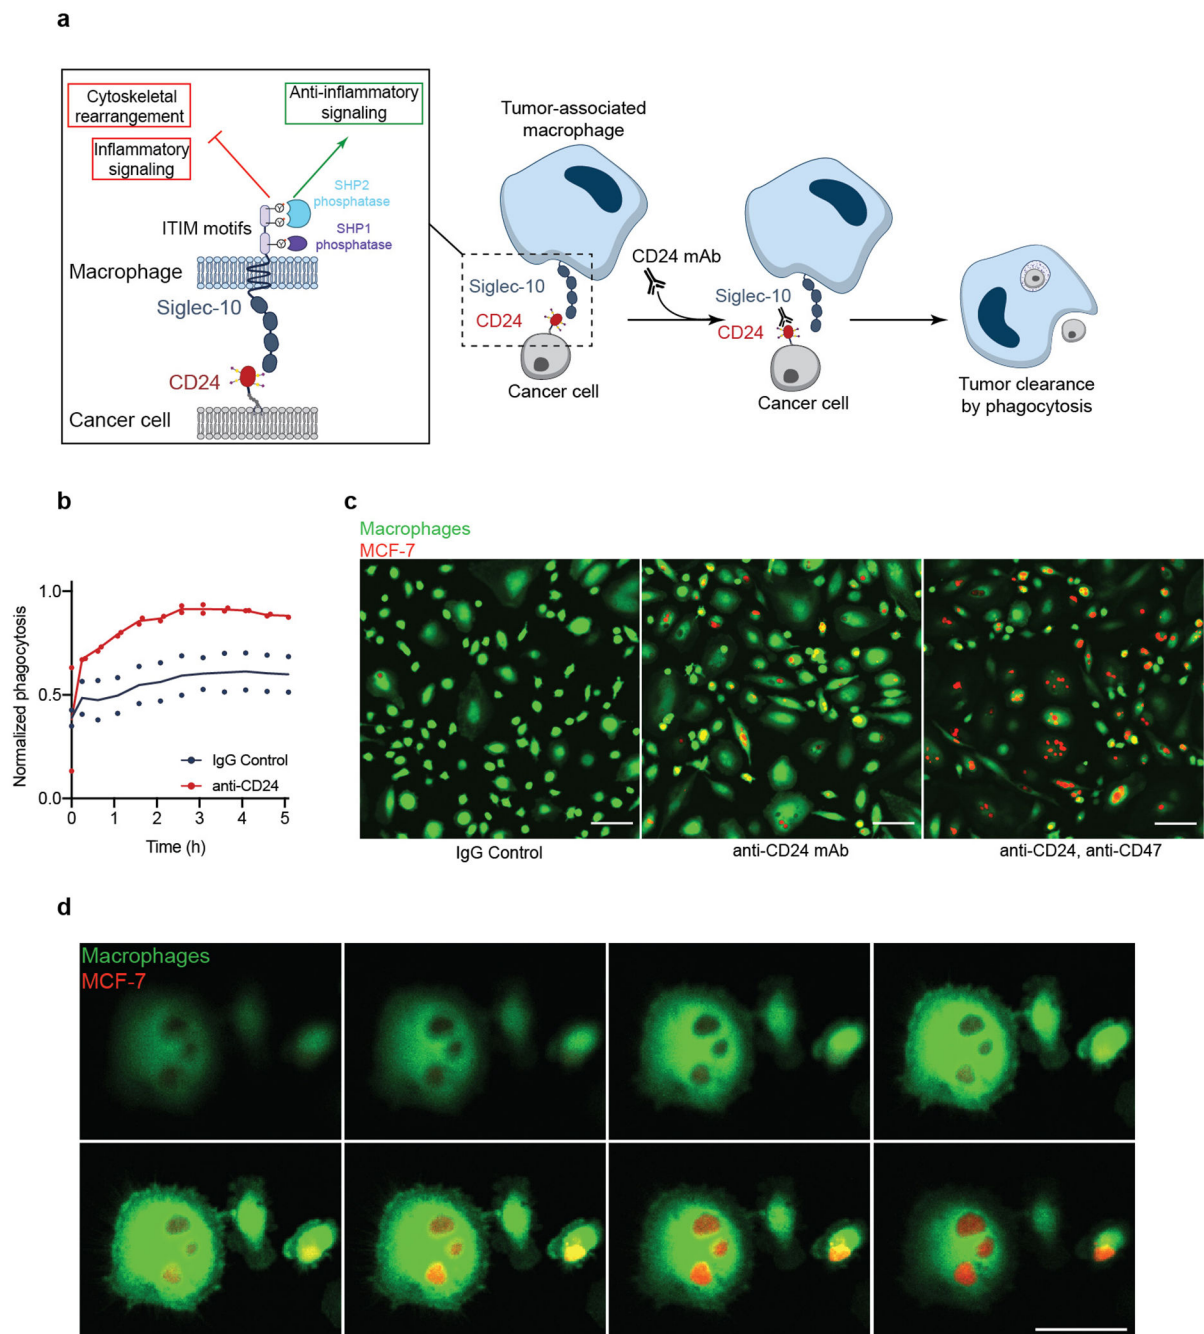 a
Cytoskeletal
rearrangement
Inflammatory
signaling
Anti-inflammatory
signaling
SHP2
phosphatase
ITIM motifs
SHP1
phosphatase
Macrophage
Siglec-10
CD24
Cancer cell
Tumor-associated
macrophage
Siglec-10
CD24
Cancer cell
CD24 mAb
Siglec-10
CD24
Cancer cell
Tumor clearance
by phagocytosis
b
Normalized phagocytosis
1.0
0.5
0.0
IgG Control
anti-CD24
0 1 2 3 4 5
Time (h)
c
Macrophages
MCF-7
IgG Control
anti-CD24 mAb
anti-CD24, anti-CD47
d
Macrophages
MCF-7